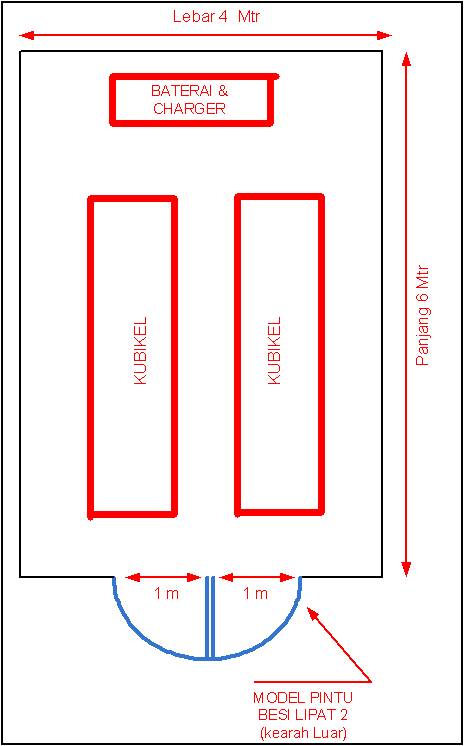 Lebar 4 Mtr
BATERAI &
CHARGER
KUBIKEL
KUBIKEL
Panjang 6 Mtr
1 m
1 m
MODEL PINTU
BESI LIPAT 2
(kearah Luar)